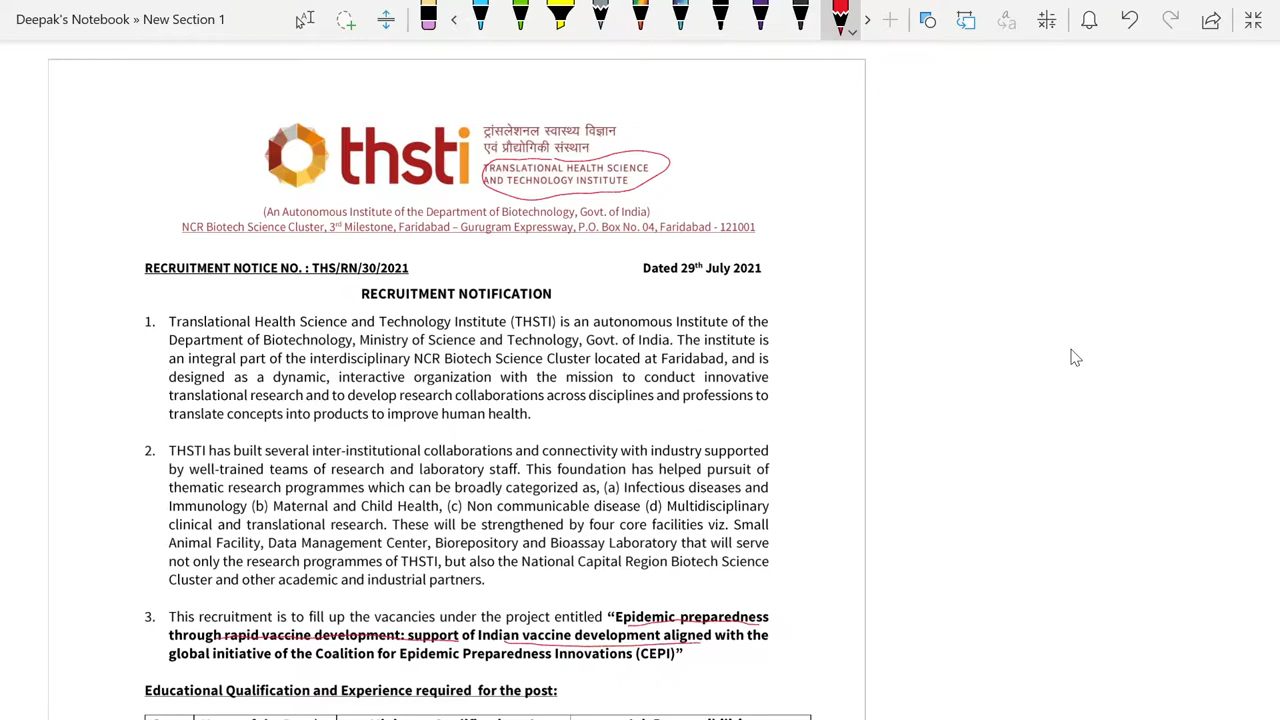 Deepak's Notebook » New Section 1
thsti
ट्रांसलेशनल स्वास्थ्य विज्ञान
एवं प्रौद्योगिकी संस्थान
TRANSLATIONAL HEALTH SCIENCE
AND TECHNOLOGY INSTITUTE
(An Autonomous Institute of the Department of Biotechnology, Govt. of India)
NCR Biotech Science Cluster, 3rd Milestone, Faridabad – Gurugram Expressway, P.O. Box No. 04, Faridabad - 121001
RECRUITMENT NOTICE NO. : THS/RN/30/2021 Dated 29th July 2021
RECRUITMENT NOTIFICATION
1. Translational Health Science and Technology Institute (THSTI) is an autonomous Institute of the
Department of Biotechnology, Ministry of Science and Technology, Govt. of India. The institute is
an integral part of the interdisciplinary NCR Biotech Science Cluster located at Faridabad, and is
designed as a dynamic, interactive organization with the mission to conduct innovative
translational research and to develop research collaborations across disciplines and professions to
translate concepts into products to improve human health.
2. THSTI has built several inter-institutional collaborations and connectivity with industry supported
by well-trained teams of research and laboratory staff. This foundation has helped pursuit of
thematic research programmes which can be broadly categorized as, (a) Infectious diseases and
Immunology (b) Maternal and Child Health, (c) Non communicable disease (d) Multidisciplinary
clinical and translational research. These will be strengthened by four core facilities viz. Small
Animal Facility, Data Management Center, Biorepository and Bioassay Laboratory that will serve
not only the research programmes of THSTI, but also the National Capital Region Biotech Science
Cluster and other academic and industrial partners.
3. This recruitment is to fill up the vacancies under the project entitled “Epidemic preparedness
through rapid vaccine development: support of Indian vaccine development aligned with the
global initiative of the Coalition for Epidemic Preparedness Innovations (CEPI)”
Educational Qualification and Experience required for the post: